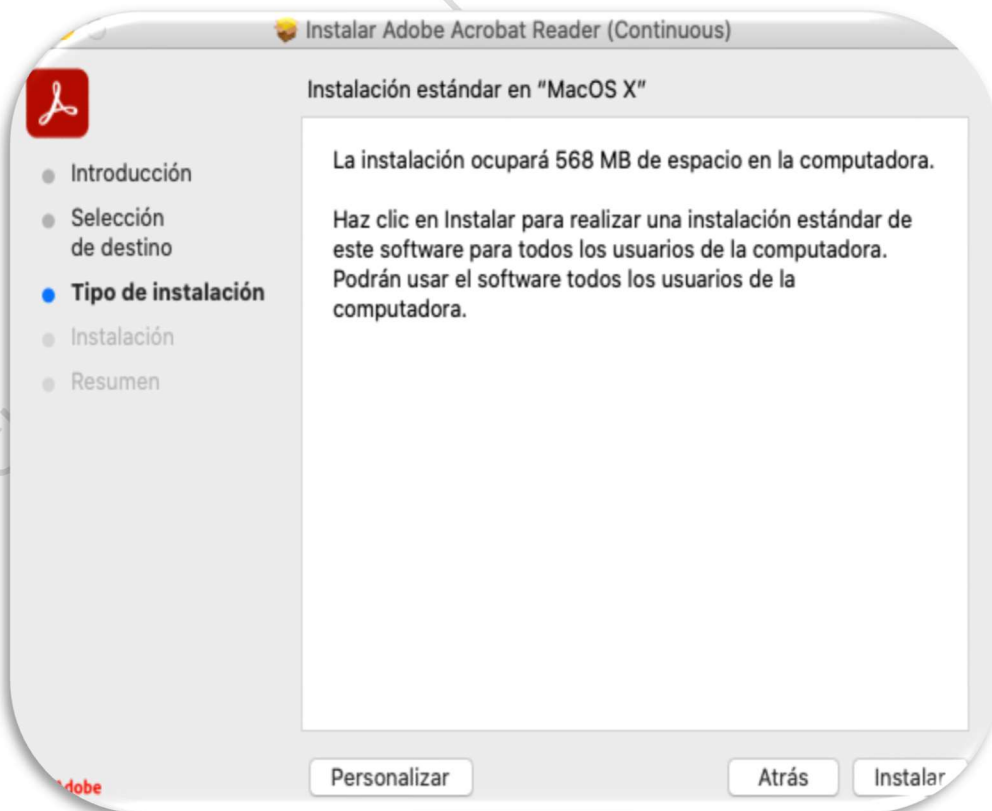 Instalar Adobe Acrobat Reader (Continuous)
Instalación estándar en “MacOS X”
Introducción
Selección
de destino
Tipo de instalación
Instalación
Resumen
La instalación ocupará 568 MB de espacio en la computadora.
Haz clic en Instalar para realizar una instalación estándar de
este software para todos los usuarios de la computadora.
Podrán usar el software todos los usuarios de la
computadora.
Personalizar
Atrás
Instalar
dobe